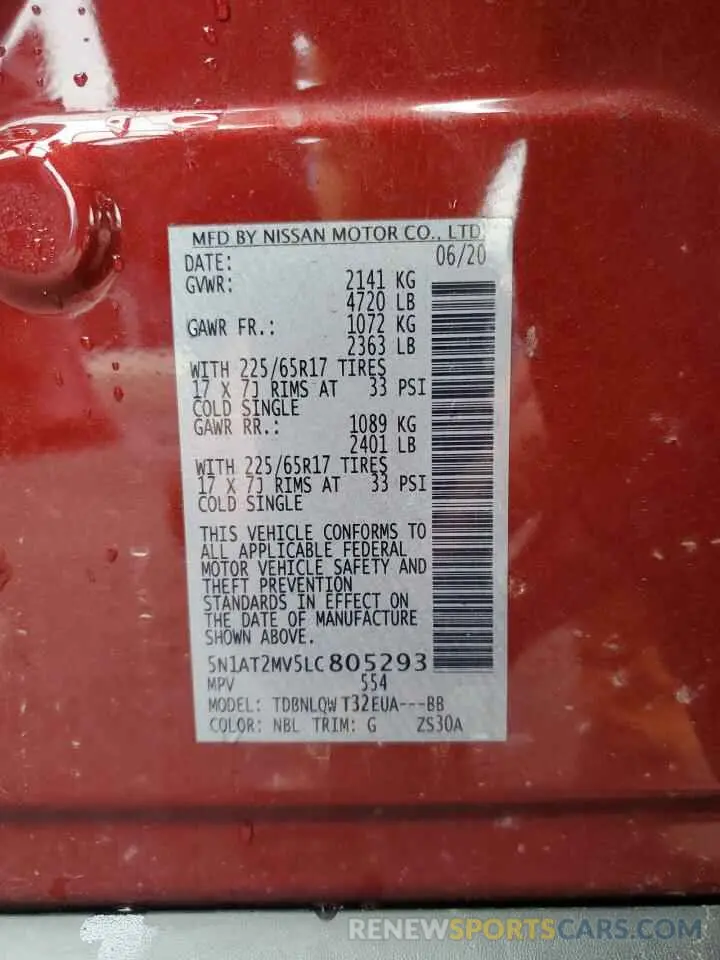 MFD BY NISSAN MOTOR CO., LTD.
DATE: 06/20
GVWR: 2141 KG
4720 LB
GAWR FR.: 1072 KG
2363 LB
WITH 225/65R17 TIRES
17 X 7J RIMS AT 33 PSI
COLD SINGLE
GAWR RR.: 1089 KG
2401 LB
WITH 225/65R17 TIRES
17 X 7J RIMS AT 33 PSI
COLD SINGLE
THIS VEHICLE CONFORMS TO
ALL APPLICABLE FEDERAL
MOTOR VEHICLE SAFETY AND
THEFT PREVENTION
STANDARDS IN EFFECT ON
THE DATE OF MANUFACTURE
SHOWN ABOVE.
5N1AT2MV5LC805293
MPV 554
MODEL: TDBNLQW T32EUA---BB
COLOR: NBL TRIM: G ZS30A
RENEWSPORTSCARS.COM